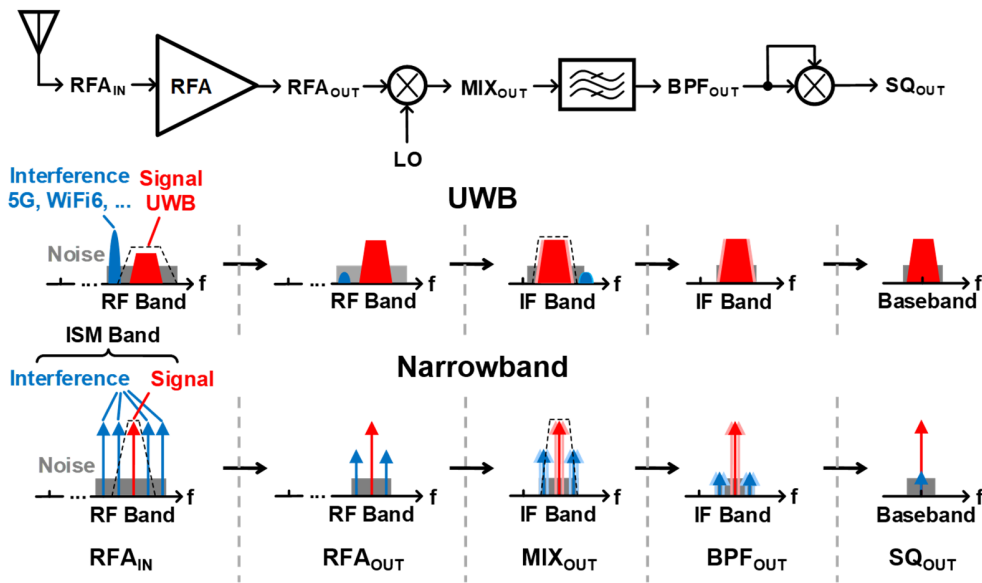 RFA_IN RFA RFA_OUT MIX_OUT BPF_OUT SQ_OUT
LO
Interference
5G, WiFi6, ...
Signal
UWB
UWB
Noise
... f ... f f f f
RF Band RF Band IF Band IF Band Baseband
ISM Band
Narrowband
Interference Signal
Noise
... f ... f f f f
RF Band RF Band IF Band IF Band Baseband
RFA_IN RFA_OUT MIX_OUT BPF_OUT SQ_OUT